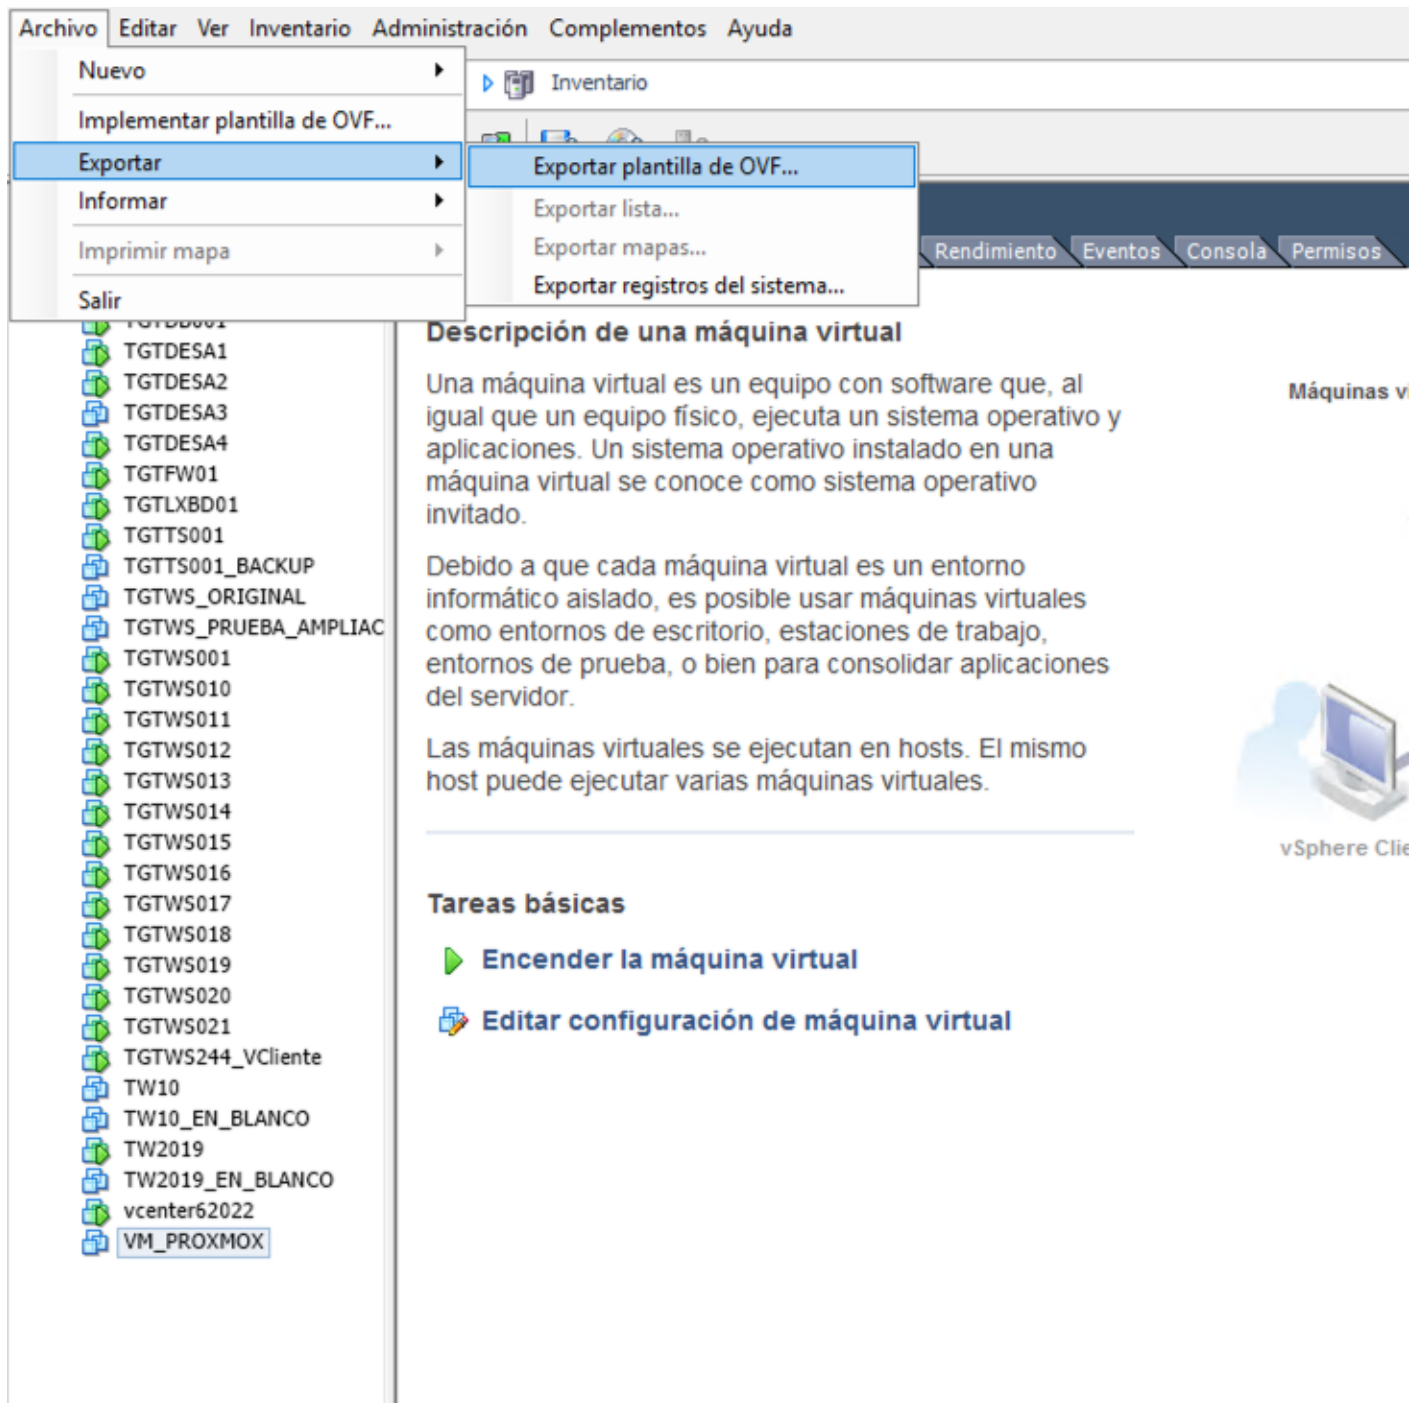 Archivo Editar Ver Inventario Administración Complementos Ayuda
Nuevo
Implementar plantilla de OVF...
Exportar
Informar
Imprimir mapa
Salir
Inventario
Exportar plantilla de OVF...
Exportar lista...
Exportar mapas...
Exportar registros del sistema...
Rendimiento Eventos Consola Permisos
TGTDB001
TGTDESA1
TGTDESA2
TGTDESA3
TGTDESA4
TGTFW01
TGTLXBD01
TGTTS001
TGTTS001_BACKUP
TGTWS_ORIGINAL
TGTWS_PRUEBA_AMPLIAC
TGTWS001
TGTWS010
TGTWS011
TGTWS012
TGTWS013
TGTWS014
TGTWS015
TGTWS016
TGTWS017
TGTWS018
TGTWS019
TGTWS020
TGTWS021
TGTWS244_VCliente
TW10
TW10_EN_BLANCO
TW2019
TW2019_EN_BLANCO
vcenter62022
VM_PROXMOX
Descripción de una máquina virtual
Una máquina virtual es un equipo con software que, al
igual que un equipo físico, ejecuta un sistema operativo y
aplicaciones. Un sistema operativo instalado en una
máquina virtual se conoce como sistema operativo
invitado.
Debido a que cada máquina virtual es un entorno
informático aislado, es posible usar máquinas virtuales
como entornos de escritorio, estaciones de trabajo,
entornos de prueba, o bien para consolidar aplicaciones
del servidor.
Las máquinas virtuales se ejecutan en hosts. El mismo
host puede ejecutar varias máquinas virtuales.
Tareas básicas
Encender la máquina virtual
Editar configuración de máquina virtual
Máquinas vi
vSphere Clie